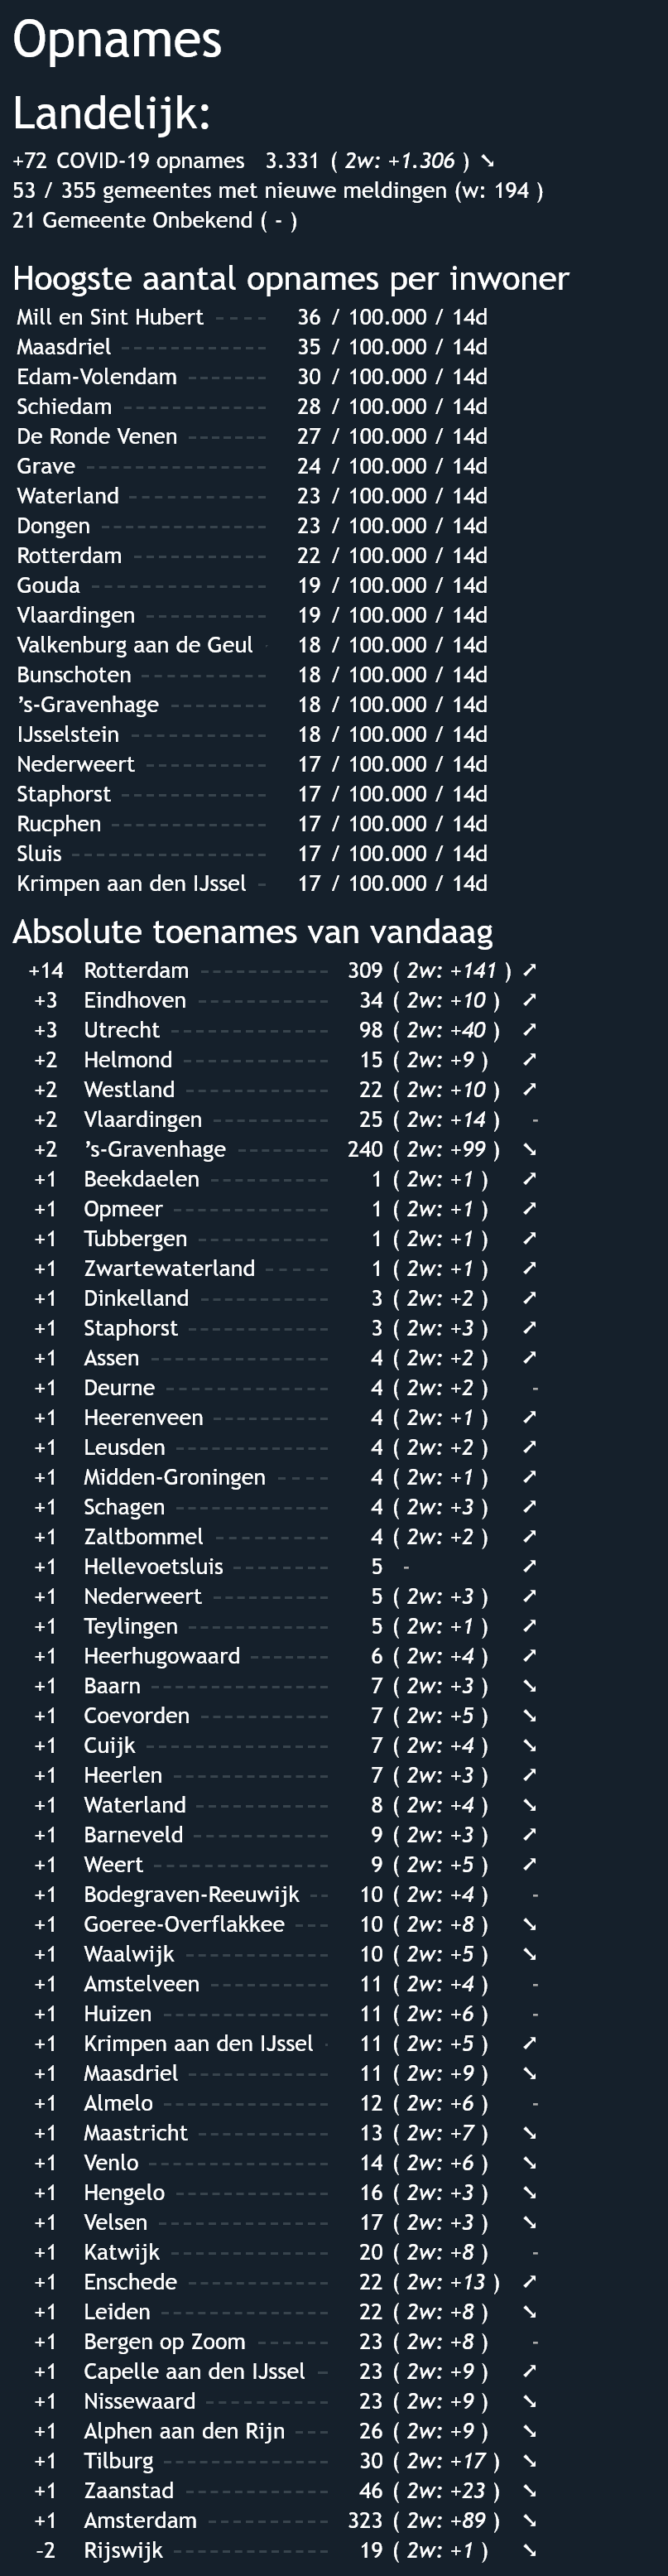 Opnames
Landelijk:
+72 COVID-19 opnames 3.331 ( 2w: +1.306 ) ➘
53 / 355 gemeentes met nieuwe meldingen (w: 194 )
21 Gemeente Onbekend ( - )
Hoogste aantal opnames per inwoner
Mill en Sint Hubert ---- 36 / 100.000 / 14d
Maasdriel ----------- 35 / 100.000 / 14d
Edam-Volendam ------ 30 / 100.000 / 14d
Schiedam ----------- 28 / 100.000 / 14d
De Ronde Venen ------ 27 / 100.000 / 14d
Grave -------------- 24 / 100.000 / 14d
Waterland ---------- 23 / 100.000 / 14d
Dongen ------------ 23 / 100.000 / 14d
Rotterdam ---------- 22 / 100.000 / 14d
Gouda ------------- 19 / 100.000 / 14d
Vlaardingen --------- 19 / 100.000 / 14d
Valkenburg aan de Geul - 18 / 100.000 / 14d
Bunschoten --------- 18 / 100.000 / 14d
’s-Gravenhage ------- 18 / 100.000 / 14d
IJsselstein ---------- 18 / 100.000 / 14d
Nederweert --------- 17 / 100.000 / 14d
Staphorst ----------- 17 / 100.000 / 14d
Rucphen ----------- 17 / 100.000 / 14d
Sluis --------------- 17 / 100.000 / 14d
Krimpen aan den IJssel - 17 / 100.000 / 14d
Absolute toenames van vandaag
+14 Rotterdam ---------- 309 ( 2w: +141 ) ➚
+3 Eindhoven ---------- 34 ( 2w: +10 ) ➚
+3 Utrecht ------------ 98 ( 2w: +40 ) ➚
+2 Helmond ----------- 15 ( 2w: +9 ) ➚
+2 Westland ----------- 22 ( 2w: +10 ) ➚
+2 Vlaardingen --------- 25 ( 2w: +14 ) -
+2 ’s-Gravenhage ------- 240 ( 2w: +99 ) ➘
+1 Beekdaelen --------- 1 ( 2w: +1 ) ➚
+1 Opmeer ------------ 1 ( 2w: +1 ) ➚
+1 Tubbergen ---------- 1 ( 2w: +1 ) ➚
+1 Zwartewaterland ----- 1 ( 2w: +1 ) ➚
+1 Dinkelland ---------- 3 ( 2w: +2 ) ➚
+1 Staphorst ----------- 3 ( 2w: +3 ) ➚
+1 Assen -------------- 4 ( 2w: +2 ) ➚
+1 Deurne ------------ 4 ( 2w: +2 ) -
+1 Heerenveen --------- 4 ( 2w: +1 ) ➚
+1 Leusden ----------- 4 ( 2w: +2 ) ➚
+1 Midden-Groningen ---- 4 ( 2w: +1 ) ➚
+1 Schagen ----------- 4 ( 2w: +3 ) ➚
+1 Zaltbommel --------- 4 ( 2w: +2 ) ➚
+1 Hellevoetsluis ------- 5 - ➚
+1 Nederweert --------- 5 ( 2w: +3 ) ➚
+1 Teylingen ----------- 5 ( 2w: +1 ) ➚
+1 Heerhugowaard ------ 6 ( 2w: +4 ) ➚
+1 Baarn -------------- 7 ( 2w: +3 ) ➘
+1 Coevorden ---------- 7 ( 2w: +5 ) ➘
+1 Cuijk -------------- 7 ( 2w: +4 ) ➘
+1 Heerlen ------------ 7 ( 2w: +3 ) ➚
+1 Waterland ---------- 8 ( 2w: +4 ) ➘
+1 Barneveld ---------- 9 ( 2w: +3 ) ➚
+1 Weert ------------- 9 ( 2w: +5 ) ➚
+1 Bodegraven-Reeuwijk -- 10 ( 2w: +4 ) -
+1 Goeree-Overflakkee --- 10 ( 2w: +8 ) ➘
+1 Waalwijk ----------- 10 ( 2w: +5 ) ➘
+1 Amstelveen --------- 11 ( 2w: +4 ) -
+1 Huizen ------------ 11 ( 2w: +6 ) -
+1 Krimpen aan den IJssel - 11 ( 2w: +5 ) ➚
+1 Maasdriel ----------- 11 ( 2w: +9 ) ➘
+1 Almelo ------------ 12 ( 2w: +6 ) -
+1 Maastricht ---------- 13 ( 2w: +7 ) ➘
+1 Venlo -------------- 14 ( 2w: +6 ) ➘
+1 Hengelo ----------- 16 ( 2w: +3 ) ➘
+1 Velsen ------------ 17 ( 2w: +3 ) ➘
+1 Katwijk ------------ 20 ( 2w: +8 ) -
+1 Enschede ----------- 22 ( 2w: +13 ) ➚
+1 Leiden ------------ 22 ( 2w: +8 ) ➘
+1 Bergen op Zoom ------ 23 ( 2w: +8 ) -
+1 Capelle aan den IJssel - 23 ( 2w: +9 ) ➚
+1 Nissewaard --------- 23 ( 2w: +9 ) ➘
+1 Alphen aan den Rijn --- 26 ( 2w: +9 ) ➘
+1 Tilburg ------------ 30 ( 2w: +17 ) ➘
+1 Zaanstad ----------- 46 ( 2w: +23 ) ➘
+1 Amsterdam ---------- 323 ( 2w: +89 ) ➘
-2 Rijswijk ------------ 19 ( 2w: +1 ) ➘